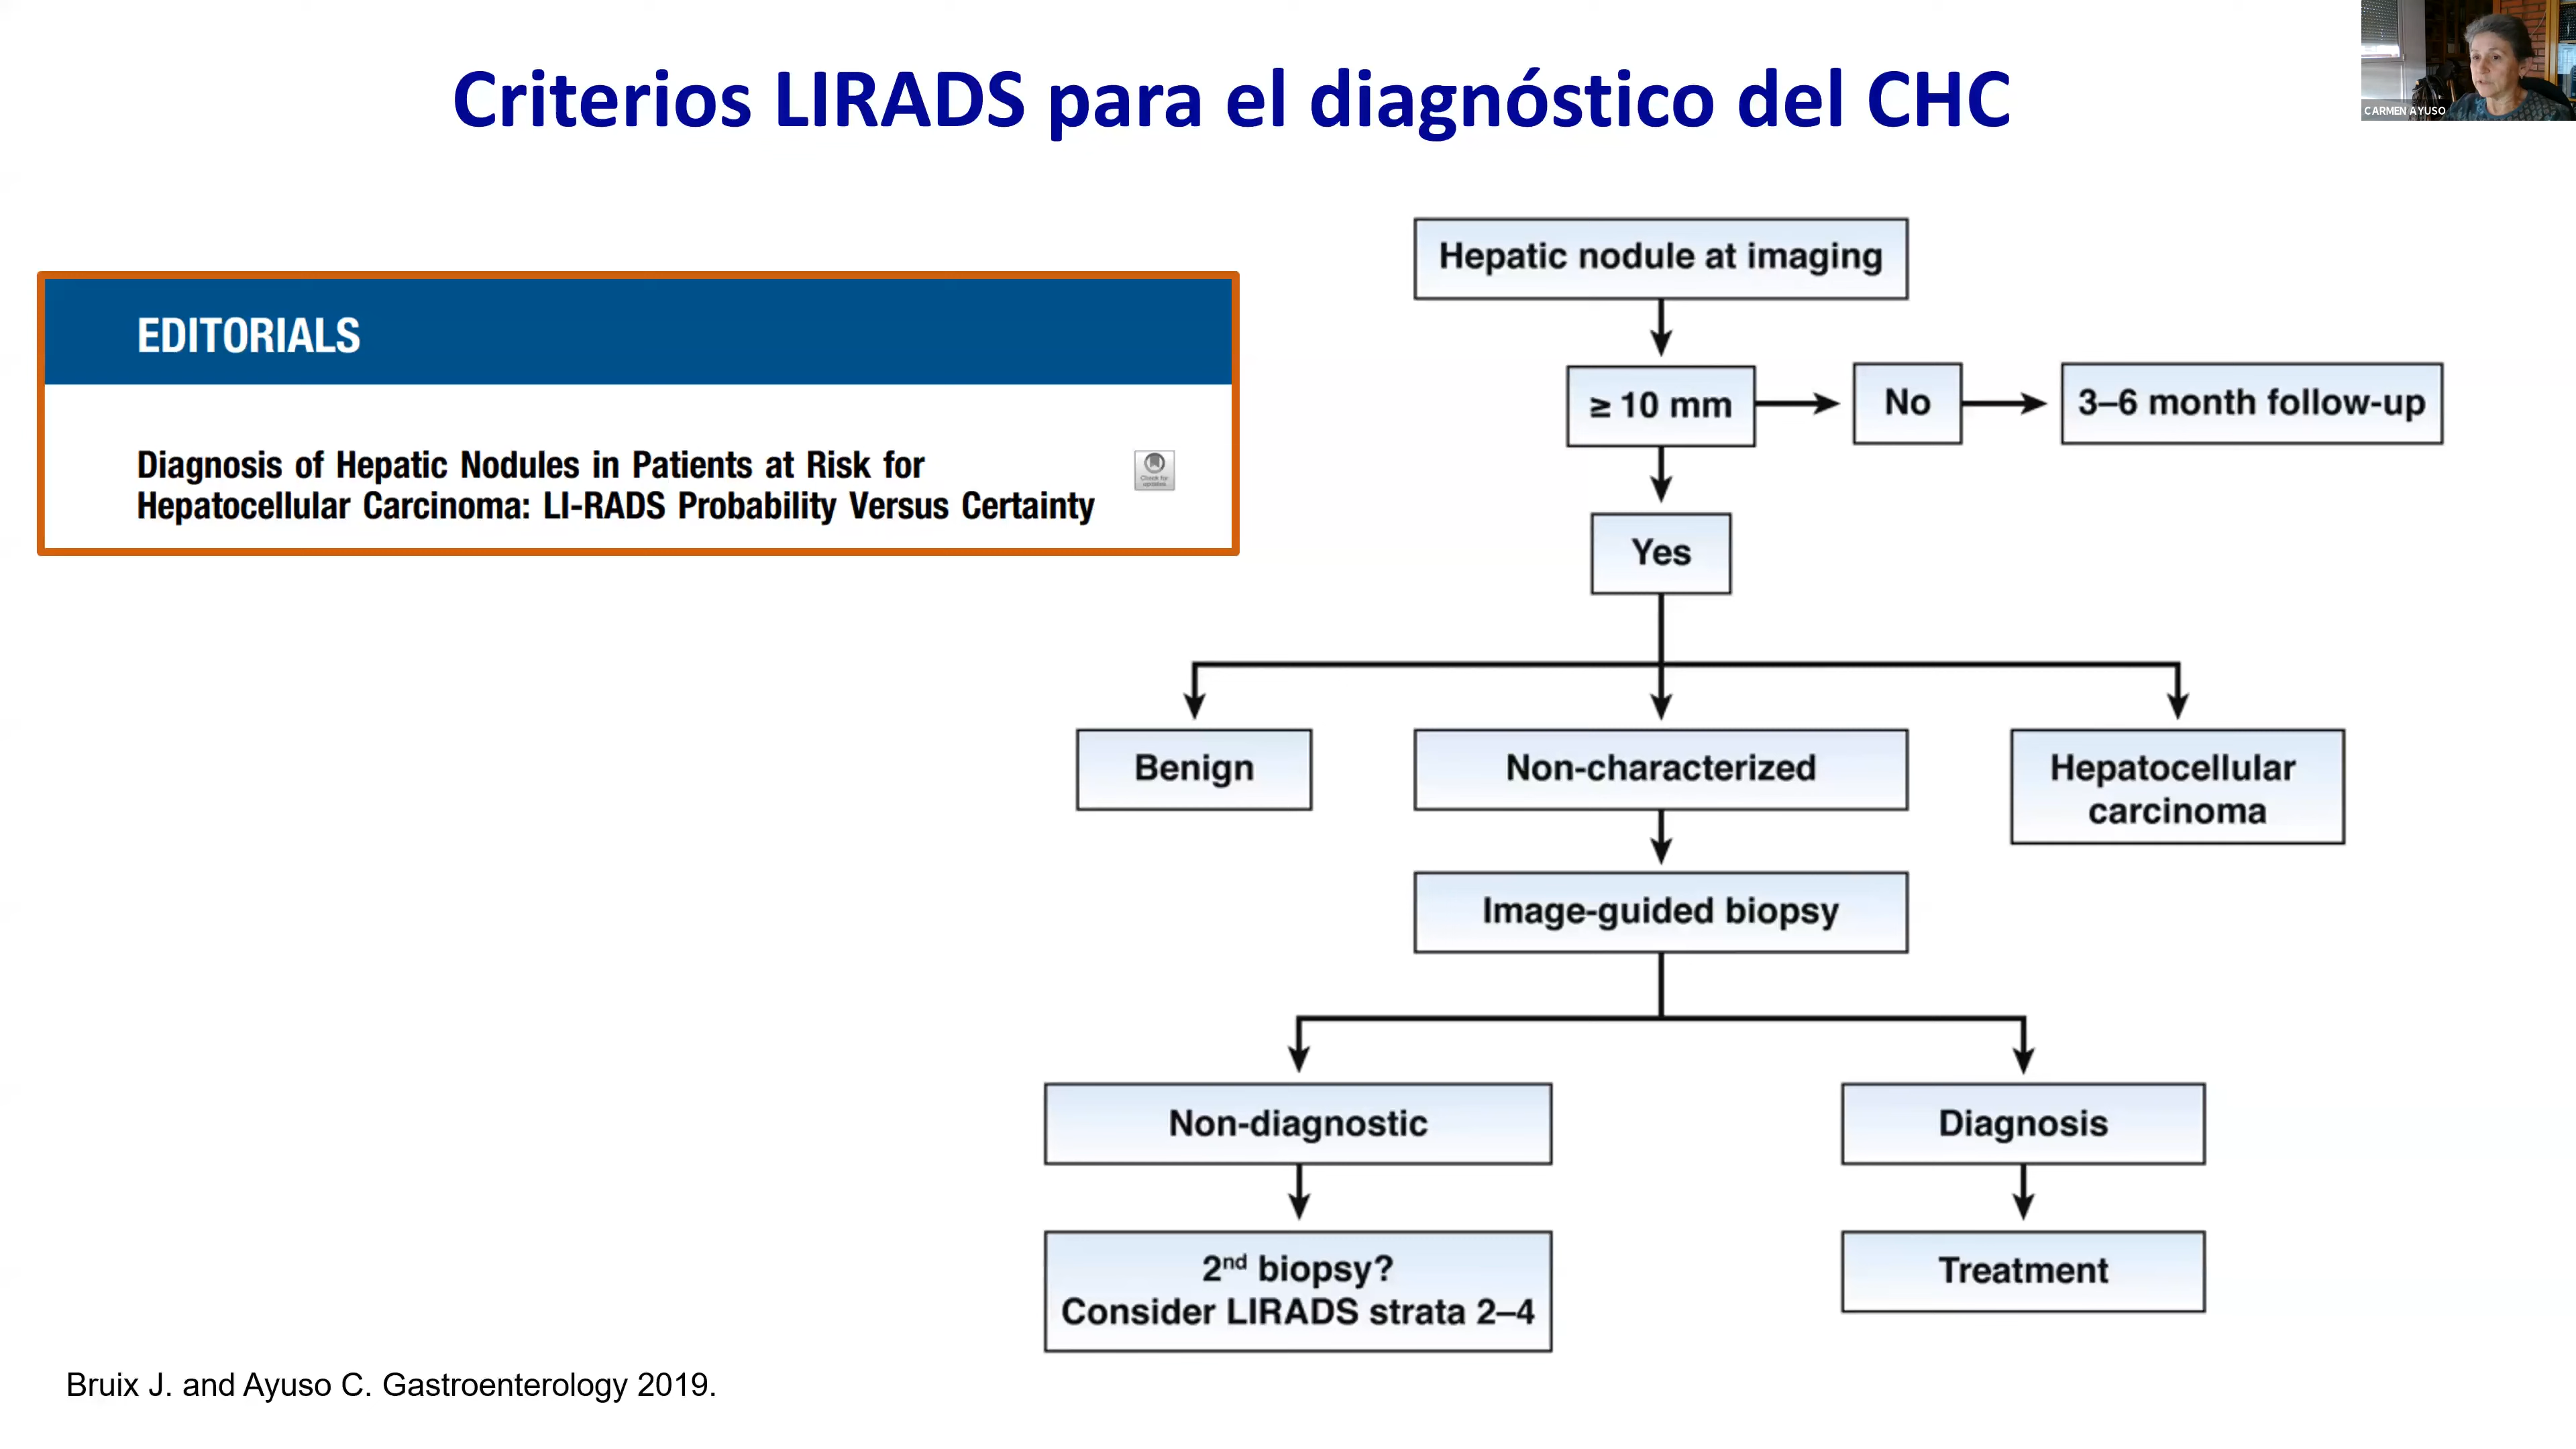 Criterios LIRADS para el diagnóstico del CHC
CARMEN AYUSO
EDITORIALS
Diagnosis of Hepatic Nodules in Patients at Risk for
Hepatocellular Carcinoma: LI-RADS Probability Versus Certainty
Check for
updates
Hepatic nodule at imaging
≥ 10 mm
No
3–6 month follow-up
Yes
Benign
Non-characterized
Hepatocellular
carcinoma
Image-guided biopsy
Non-diagnostic
Diagnosis
2nd biopsy?
Consider LIRADS strata 2–4
Treatment
Bruix J. and Ayuso C. Gastroenterology 2019.